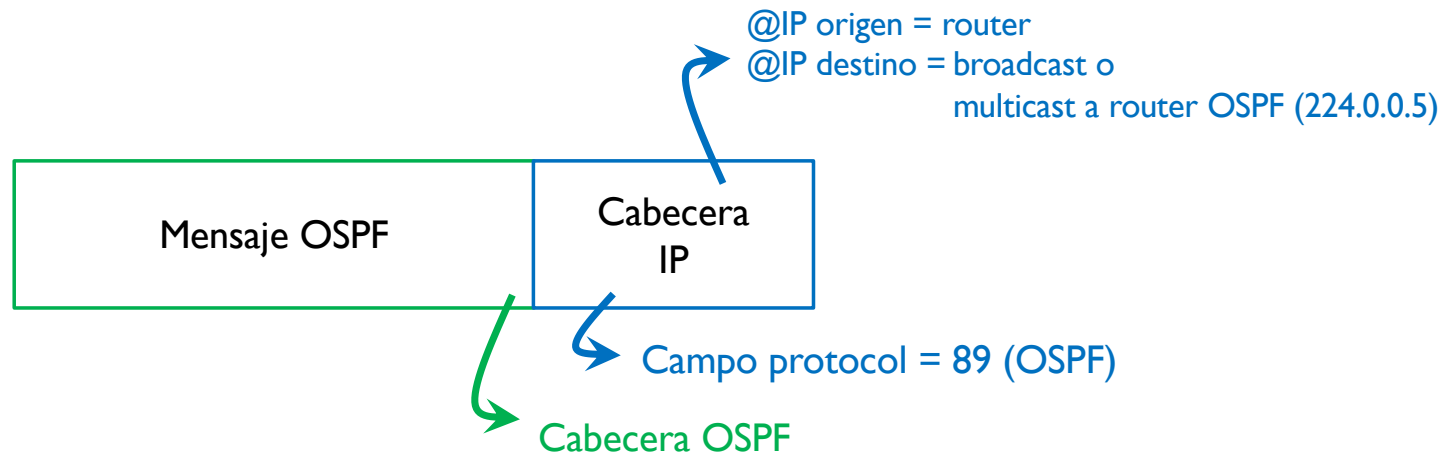 @IP origen = router
@IP destino = broadcast o
multicast a router OSPF (224.0.0.5)
Mensaje OSPF
Cabecera
IP
Campo protocol = 89 (OSPF)
Cabecera OSPF